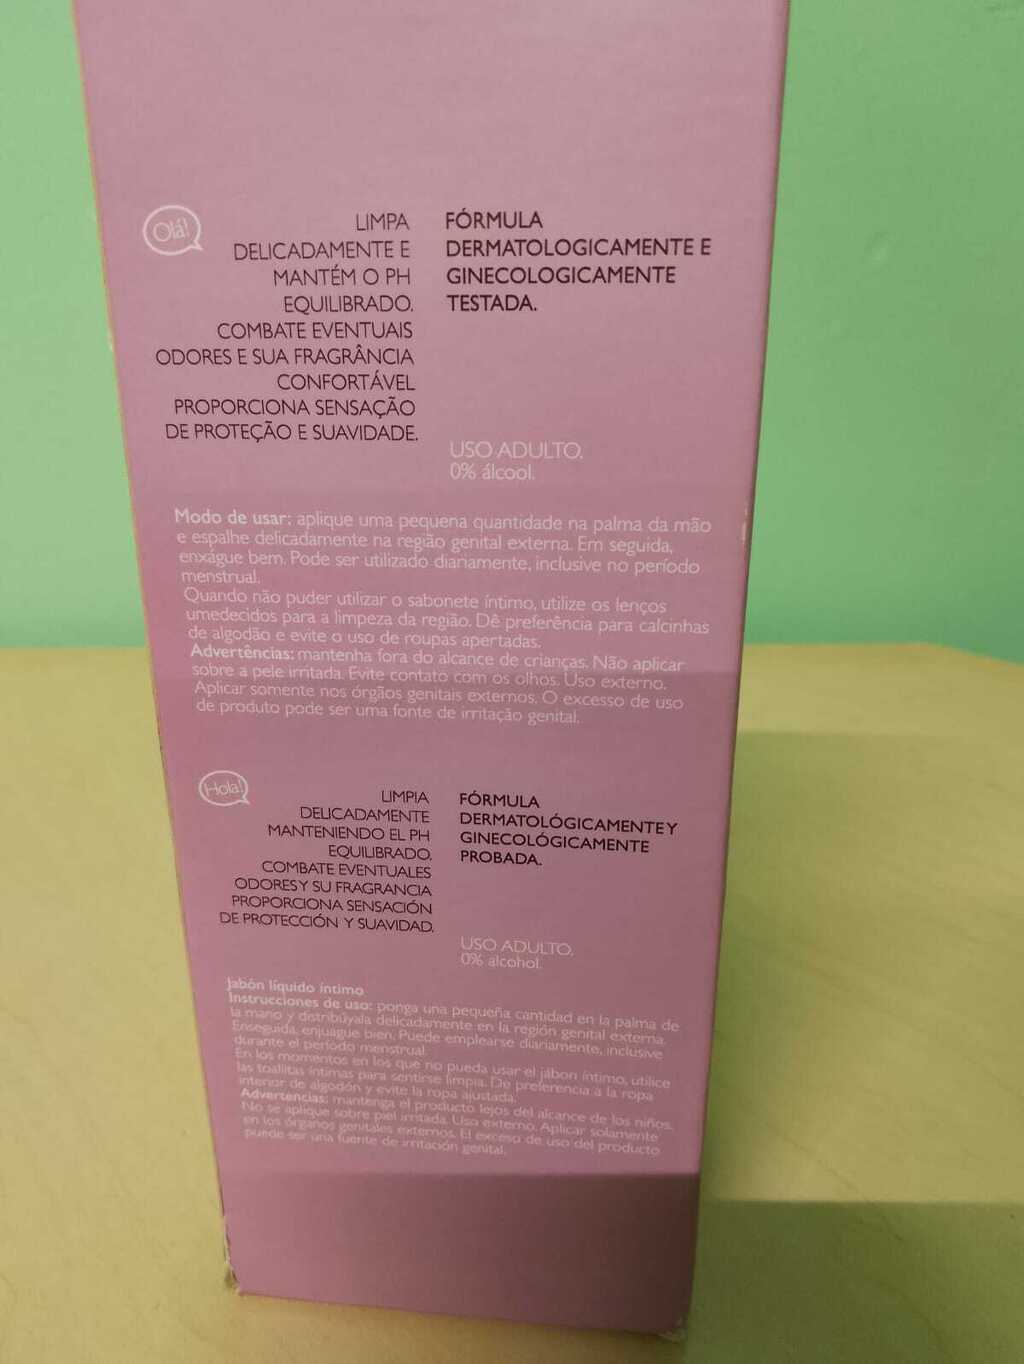 Olá!
LIMPA
DELICADAMENTE E
MANTÉM O PH
EQUILIBRADO.
COMBATE EVENTUAIS
ODORES E SUA FRAGRÂNCIA
CONFORTÁVEL
PROPORCIONA SENSAÇÃO
DE PROTEÇÃO E SUAVIDADE.
FÓRMULA
DERMATOLOGICAMENTE E
GINECOLOGICAMENTE
TESTADA.
USO ADULTO.
0% álcool.
Modo de usar: aplique uma pequena quantidade na palma da mão
e espalhe delicadamente na região genital externa. Em seguida,
enxágue bem. Pode ser utilizado diariamente, inclusive no período
menstrual.
Quando não puder utilizar o sabonete íntimo, utilize os lenços
umedecidos para a limpeza da região. Dê preferência para calcinhas
de algodão e evite o uso de roupas apertadas.
Advertências: mantenha fora do alcance de crianças. Não aplicar
sobre a pele irritada. Evite contato com os olhos. Uso externo.
Aplicar somente nos órgãos genitais externos. O excesso de uso
de produto pode ser uma fonte de irritação genital.
Hola!
LIMPIA
DELICADAMENTE
MANTENIENDO EL PH
EQUILIBRADO.
COMBATE EVENTUALES
ODORES Y SU FRAGRANCIA
PROPORCIONA SENSACIÓN
DE PROTECCIÓN Y SUAVIDAD.
FÓRMULA
DERMATOLÓGICAMENTE Y
GINECOLÓGICAMENTE
PROBADA.
USO ADULTO.
0% alcohol.
Jabón líquido íntimo
Instrucciones de uso: ponga una pequeña cantidad en la palma de
la mano y distribúyala delicadamente en la región genital externa.
Enseguida, enjuague bien. Puede emplearse diariamente, inclusive
durante el período menstrual.
En los momentos en los que no pueda usar el jabón íntimo, utilice
las toallitas íntimas para sentirse limpia. De preferencia a la ropa
interior de algodón y evite la ropa ajustada.
Advertencias: mantenga el producto lejos del alcance de los niños.
No se aplique sobre piel irritada. Uso externo. Aplicar solamente
en los órganos genitales externos. El exceso de uso del producto
puede ser una fuente de irritación genital.